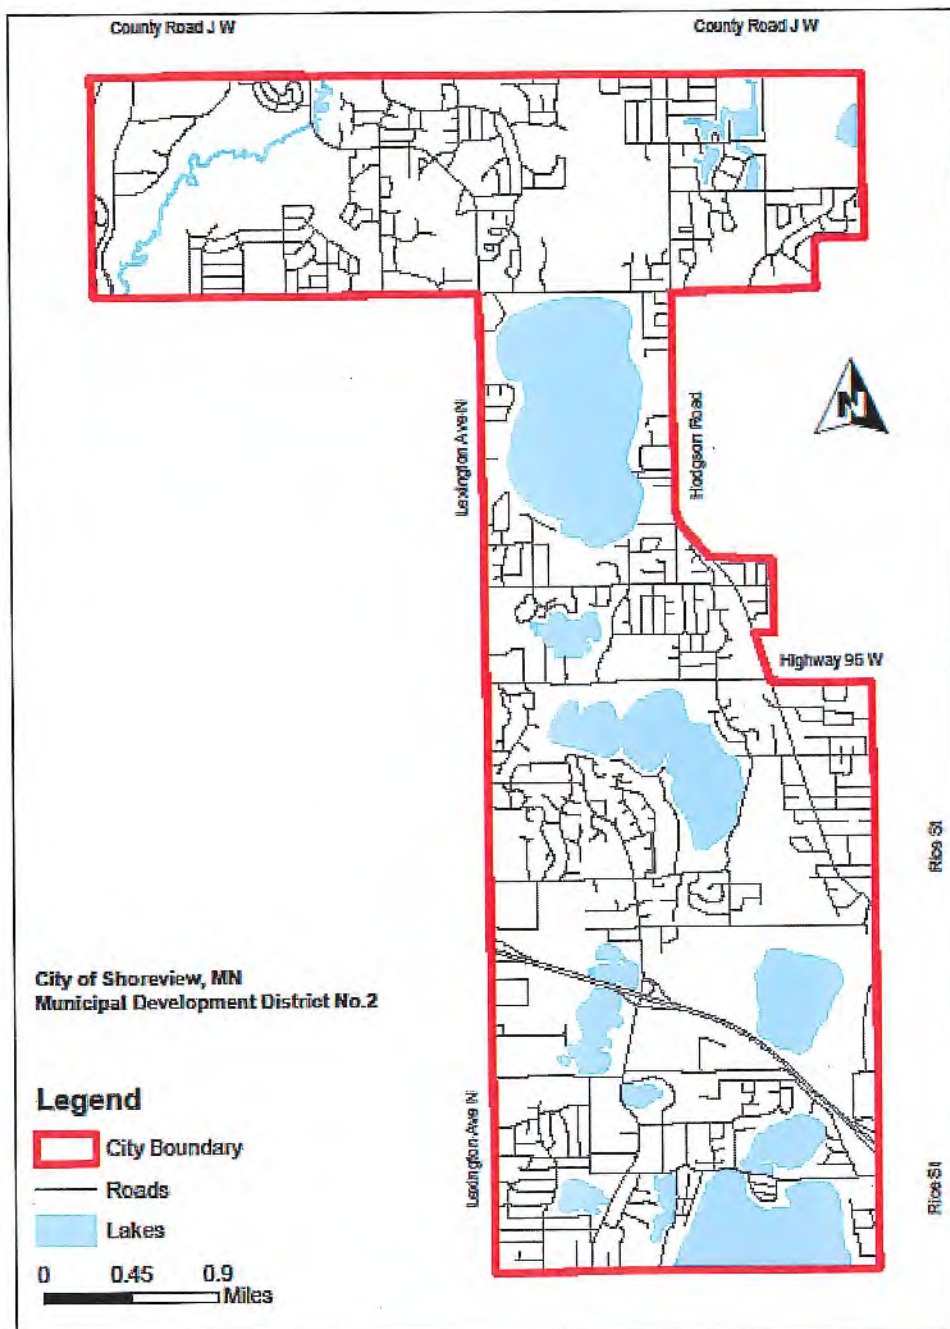 County Road J W
County Road J W
Lexington Ave N
Hodgson Road
N
Highway 96 W
Rice St
City of Shoreview, MN
Municipal Development District No.2
Legend
City Boundary
Roads
Lakes
Lexington Ave N
Rice St
0 0.45 0.9
Miles